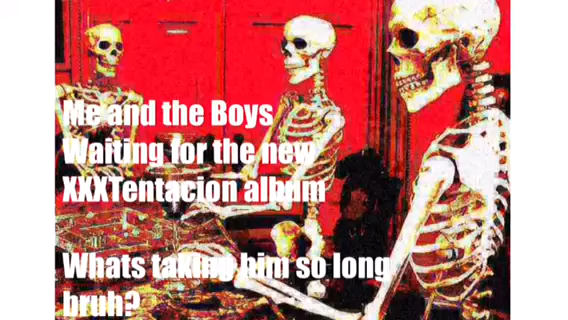 Me and the Boys
Waiting for the new
XXXTentacion album
Whats taking him so long
bruh?